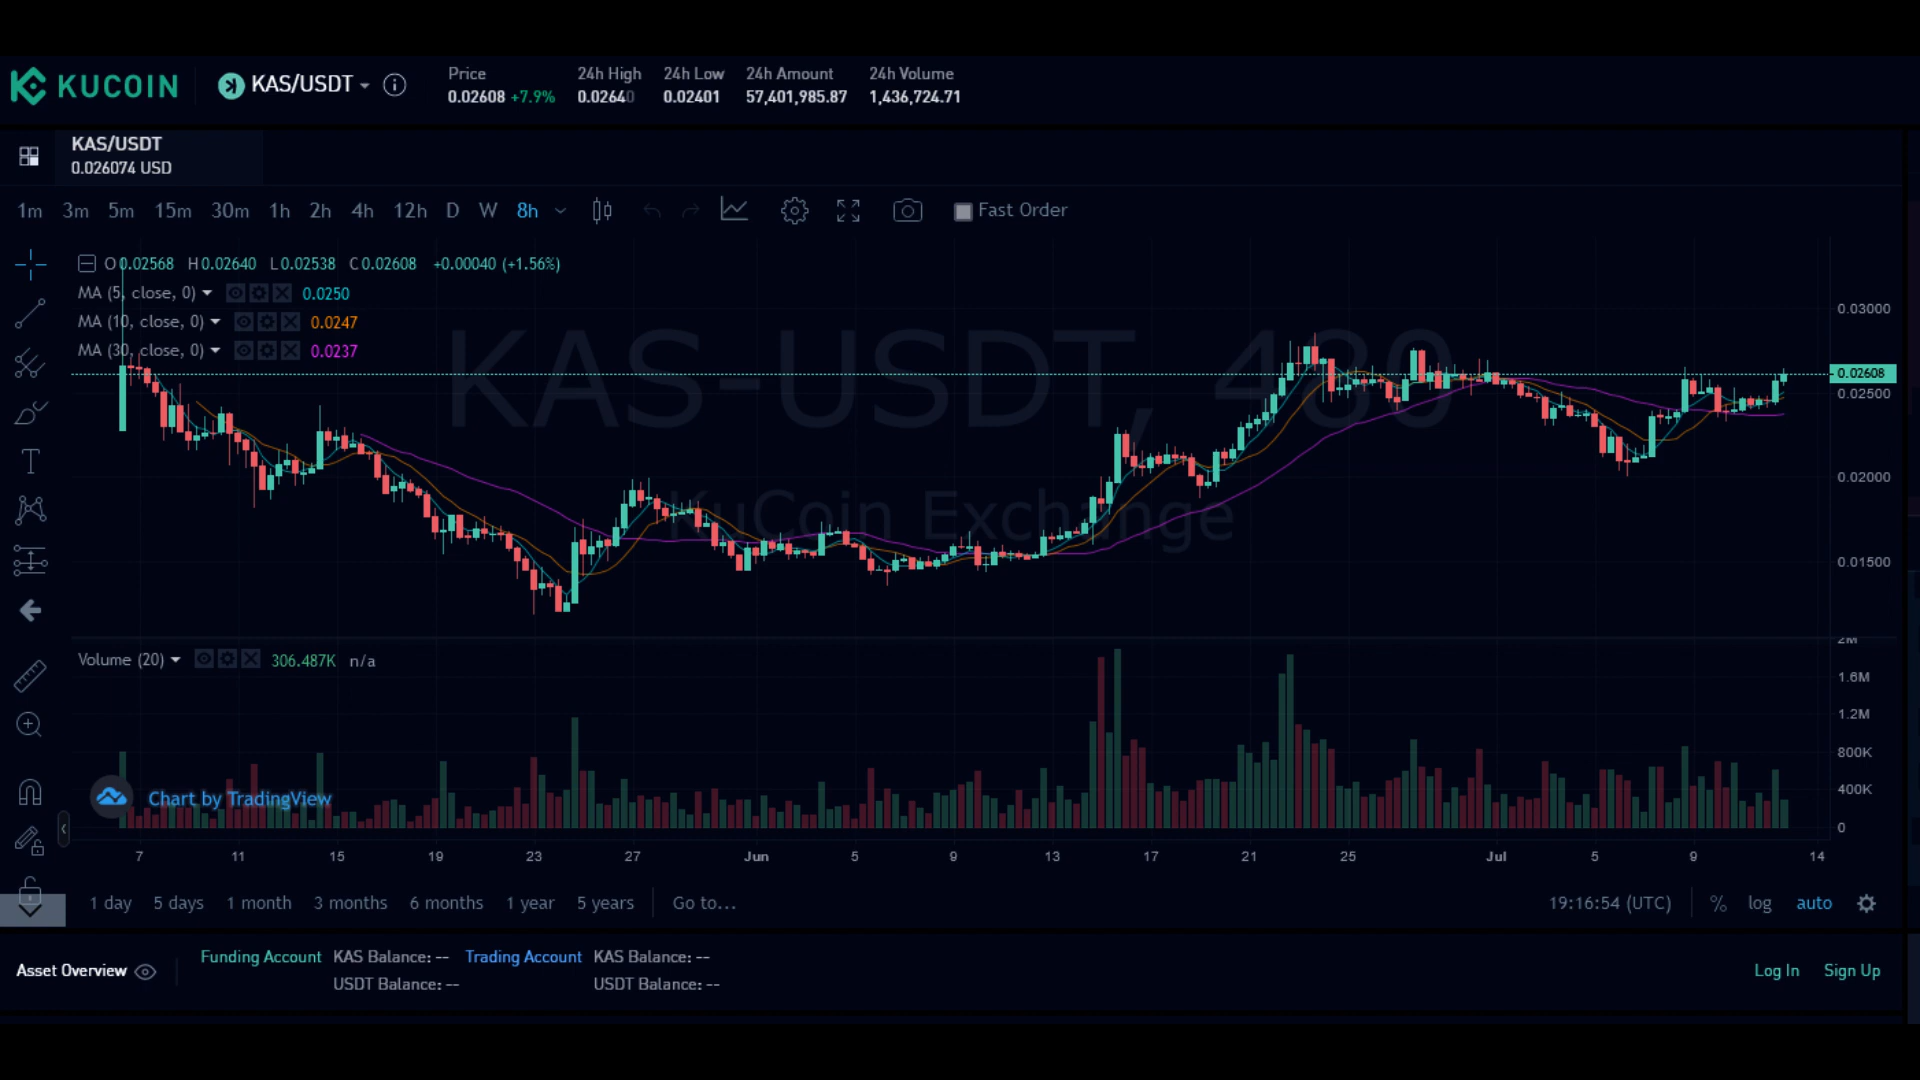 KUCOIN KAS/USDT Price 24h High 24h Low 24h Amount 24h Volume
0.02608 +7.9% 0.02640 0.02401 57,401,985.87 1,436,724.71
KAS/USDT
0.026074 USD
1m 3m 5m 15m 30m 1h 2h 4h 12h D W 8h Fast Order
O0.02568 H0.02640 L0.02538 C0.02608 +0.00040 (+1.56%)
MA (5, close, 0) 0.0250
MA (10, close, 0) 0.0247
MA (30, close, 0) 0.0237
KAS-USDT, 480
KuCoin Exchange
0.03000
0.02608
0.02500
0.02000
0.01500
Volume (20) 306.487K n/a
2M
1.6M
1.2M
800K
400K
0
Chart by TradingView
7 11 15 19 23 27 Jun 5 9 13 17 21 25 Jul 5 9 14
1 day 5 days 1 month 3 months 6 months 1 year 5 years Go to... 19:16:54 (UTC) % log auto
Asset Overview Funding Account KAS Balance: -- Trading Account KAS Balance: -- Log In Sign Up
USDT Balance: -- USDT Balance: --